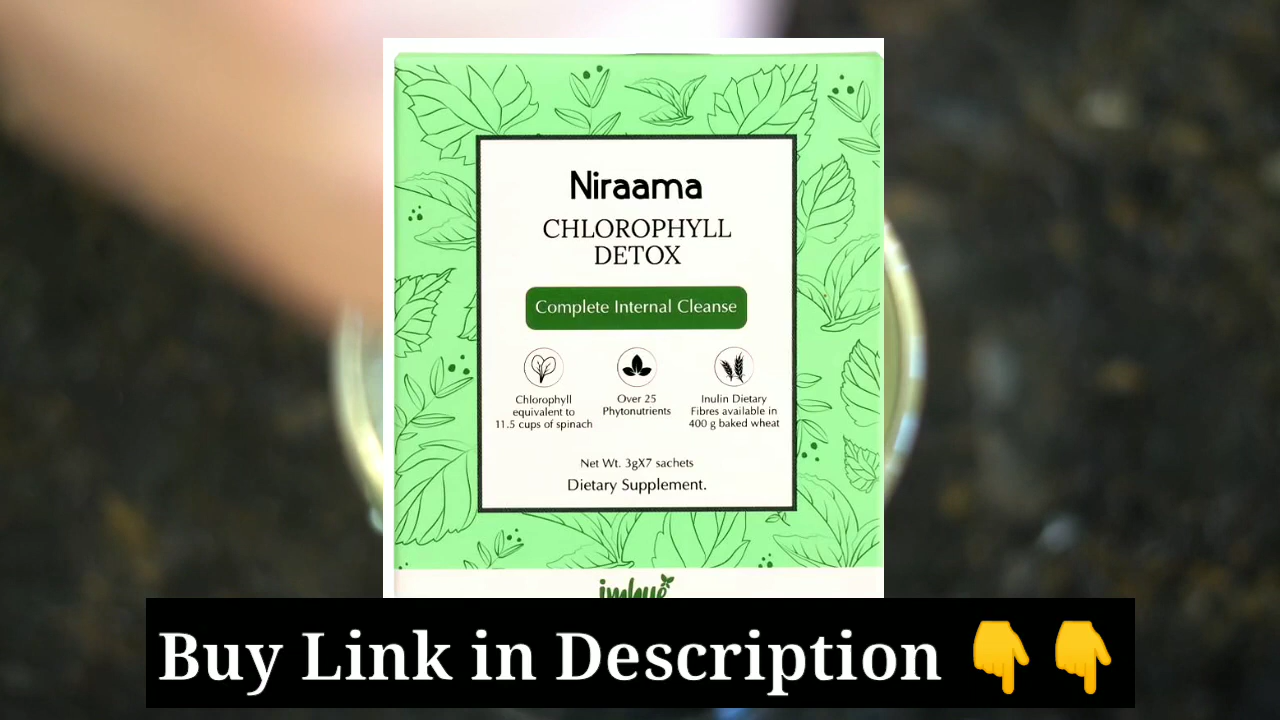 Niraama
CHLOROPHYLL
DETOX
Complete Internal Cleanse
Chlorophyll
equivalent to
11.5 cups of spinach
Over 25
Phytonutrients
Inulin Dietary
Fibres available in
400 g baked wheat
Net Wt. 3gX7 sachets
Dietary Supplement.
Buy Link in Description 👇👇